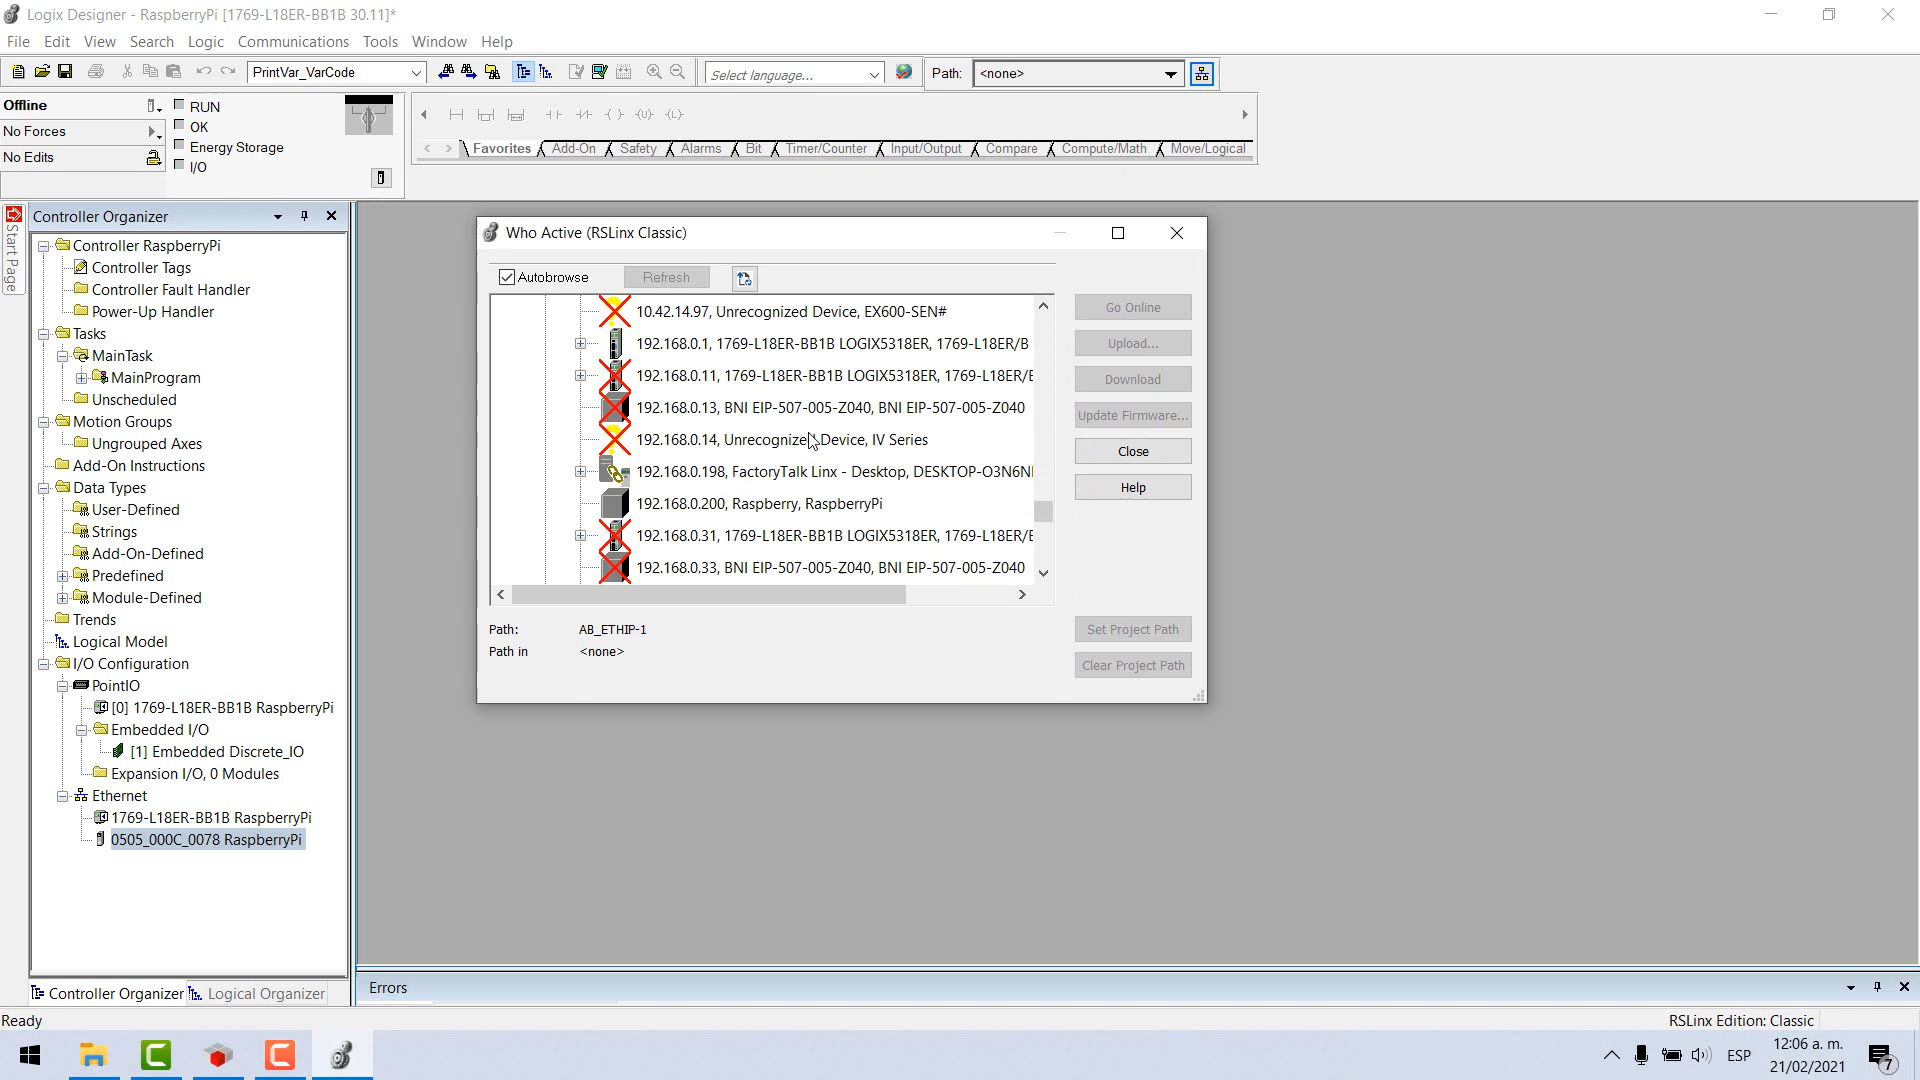 Logix Designer - RaspberryPi [1769-L18ER-BB1B 30.11]*
File Edit View Search Logic Communications Tools Window Help
PrintVar_VarCode
Select language...
Path: <none>
Offline
RUN
No Forces
OK
No Edits
Energy Storage
I/O
Favorites Add-On Safety Alarms Bit Timer/Counter Input/Output Compare Compute/Math Move/Logical
Start Page
Controller Organizer
Controller RaspberryPi
Controller Tags
Controller Fault Handler
Power-Up Handler
Tasks
MainTask
MainProgram
Unscheduled
Motion Groups
Ungrouped Axes
Add-On Instructions
Data Types
User-Defined
Strings
Add-On-Defined
Predefined
Module-Defined
Trends
Logical Model
I/O Configuration
PointIO
[0] 1769-L18ER-BB1B RaspberryPi
Embedded I/O
[1] Embedded Discrete_IO
Expansion I/O, 0 Modules
Ethernet
1769-L18ER-BB1B RaspberryPi
0505_000C_0078 RaspberryPi
Controller Organizer Logical Organizer
Who Active (RSLinx Classic)
Autobrowse Refresh
10.42.14.97, Unrecognized Device, EX600-SEN#
192.168.0.1, 1769-L18ER-BB1B LOGIX5318ER, 1769-L18ER/B
192.168.0.11, 1769-L18ER-BB1B LOGIX5318ER, 1769-L18ER/
192.168.0.13, BNI EIP-507-005-Z040, BNI EIP-507-005-Z040
192.168.0.14, Unrecognized Device, IV Series
192.168.0.198, FactoryTalk Linx - Desktop, DESKTOP-O3N6N
192.168.0.200, Raspberry, RaspberryPi
192.168.0.31, 1769-L18ER-BB1B LOGIX5318ER, 1769-L18ER/
192.168.0.33, BNI EIP-507-005-Z040, BNI EIP-507-005-Z040
Go Online
Upload...
Download
Update Firmware...
Close
Help
Path: AB_ETHIP-1
Path in <none>
Set Project Path
Clear Project Path
Errors
Ready
RSLinx Edition: Classic
ESP
12:06 a. m.
21/02/2021
7